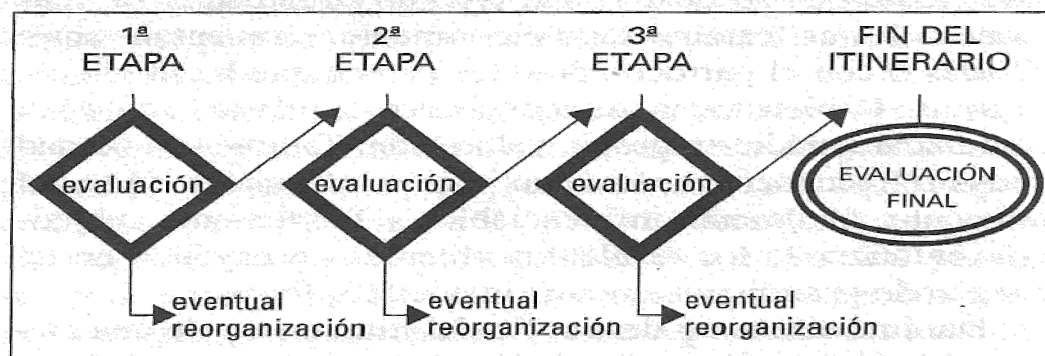 1ª
ETAPA
2ª
ETAPA
3ª
ETAPA
FIN DEL
ITINERARIO
evaluación
evaluación
evaluación
EVALUACIÓN
FINAL
eventual
reorganización
eventual
reorganización
eventual
reorganización